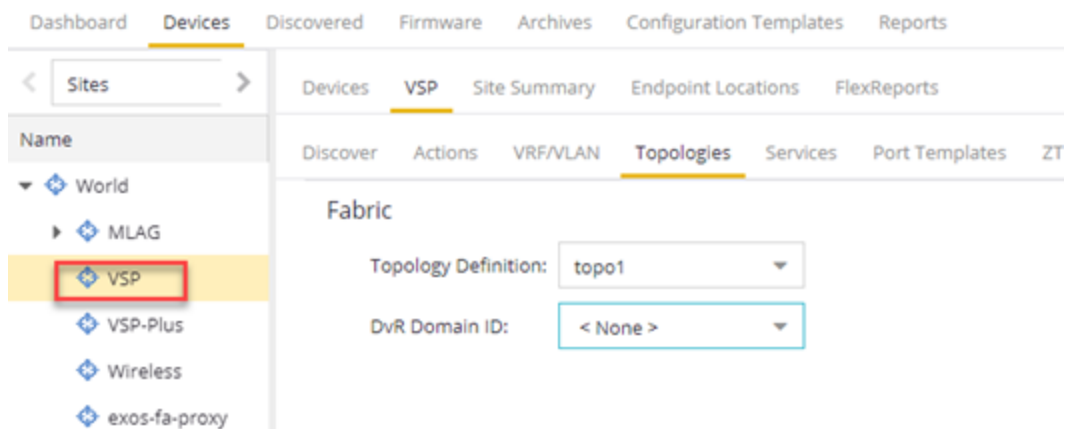 Dashboard Devices Discovered Firmware Archives Configuration Templates Reports
Sites
Devices VSP Site Summary Endpoint Locations FlexReports
Name
Discover Actions VRF/VLAN Topologies Services Port Templates ZT
World
Fabric
MLAG
Topology Definition: topo1
VSP
DvR Domain ID: < None >
VSP-Plus
Wireless
exos-fa-proxy